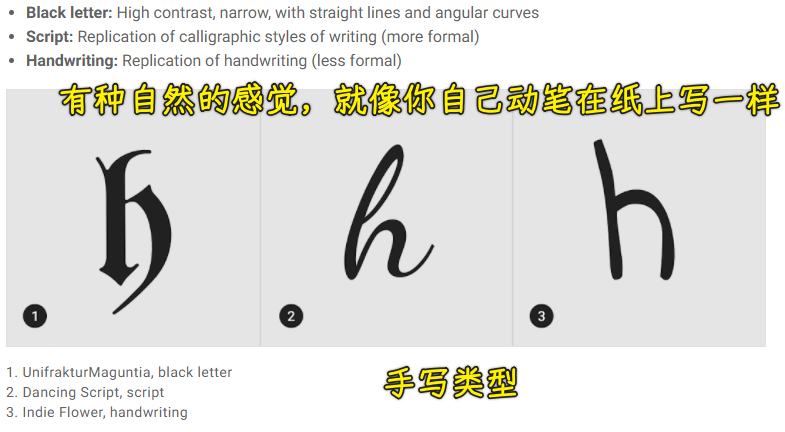 • Black letter: High contrast, narrow, with straight lines and angular curves
• Script: Replication of calligraphic styles of writing (more formal)
• Handwriting: Replication of handwriting (less formal)
有种自然的感觉，就像你自己动笔在纸上写一样
h h h
1 2 3
1. UnifrakturMaguntia, black letter
2. Dancing Script, script
3. Indie Flower, handwriting
手写类型